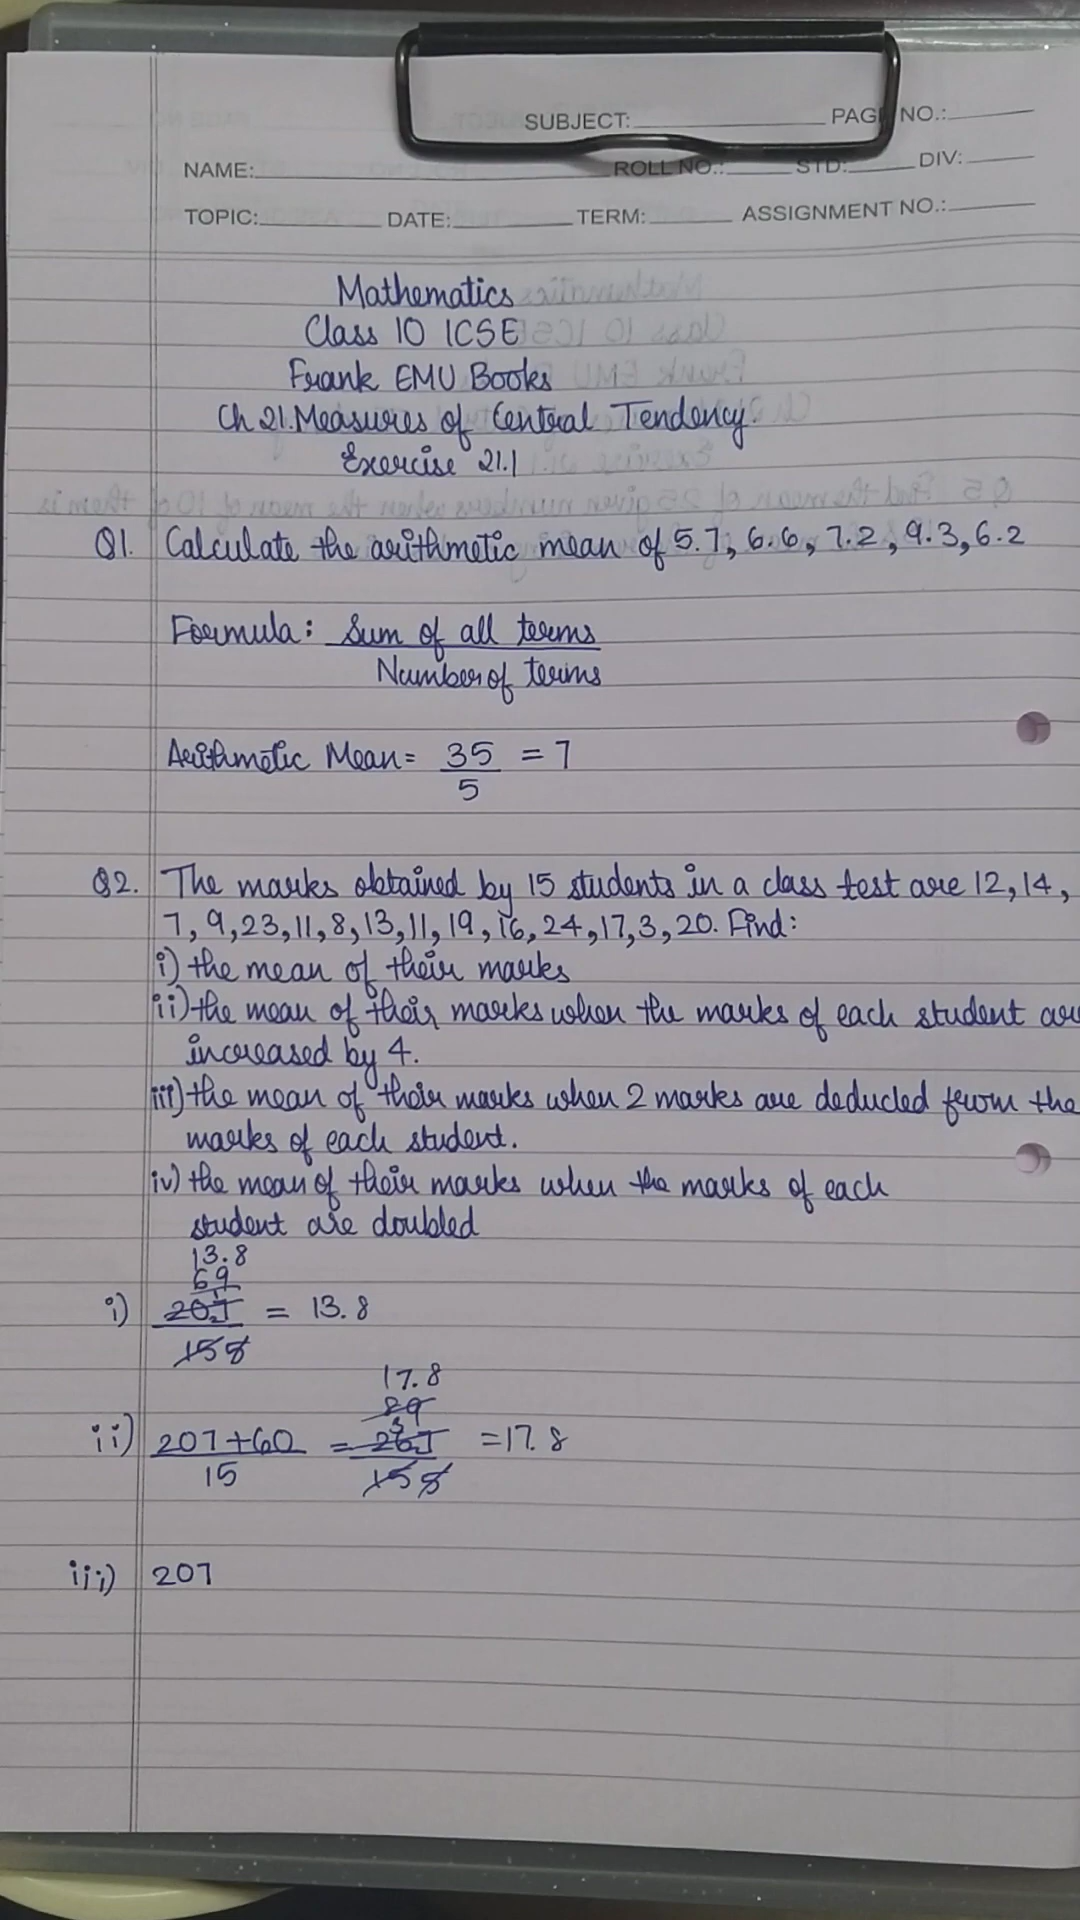 SUBJECT: PAGE NO.:
NAME: ROLL NO.: STD: DIV:
TOPIC: DATE: TERM: ASSIGNMENT NO.:
Mathematics
Class 10 ICSE
Frank EMU Books
Ch 21. Measures of Central Tendency
Exercise 21.1
Q1. Calculate the arithmetic mean of 5.7, 6.6, 7.2, 9.3, 6.2
Formula: Sum of all terms
Number of terms
Arithmetic Mean = 35 = 7
5
Q2. The marks obtained by 15 students in a class test are 12, 14,
7, 9, 23, 11, 8, 13, 11, 19, 16, 24, 17, 3, 20. Find:
i) the mean of their marks
ii) the mean of their marks when the marks of each student are
increased by 4.
iii) the mean of their marks when 2 marks are deducted from the
marks of each student.
iv) the mean of their marks when the marks of each
student are doubled
13.8
69
i) 207 = 13.8
15 5
17.8
89
ii) 207+60 = 267 = 17.8
15 15 5
iii) 207